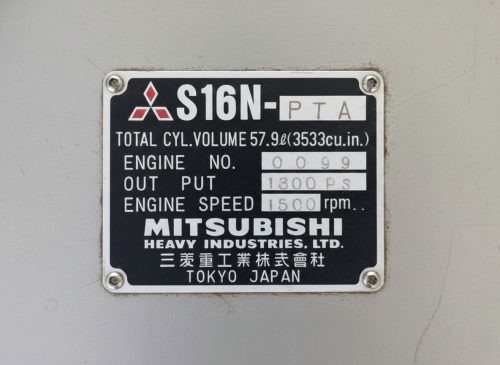 S16N-PTA
TOTAL CYL.VOLUME 57.9ℓ(3533cu.in.)
ENGINE NO. 0099
OUT PUT 1300PS
ENGINE SPEED 1500 rpm..
MITSUBISHI
HEAVY INDUSTRIES, LTD.
三菱重工業株式會社
TOKYO JAPAN